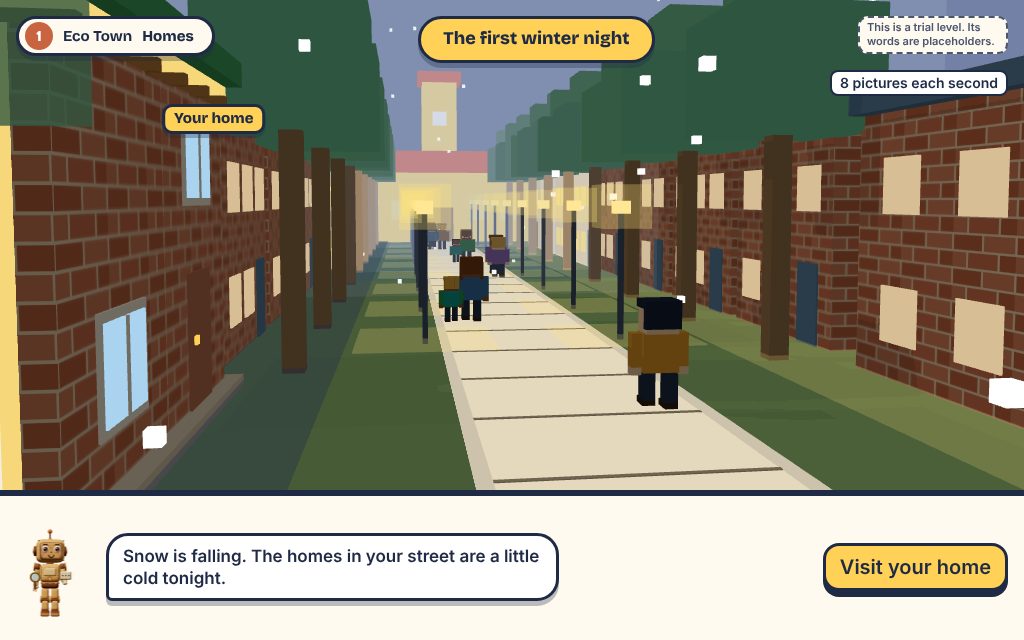 1 Eco Town Homes
The first winter night
This is a trial level. Its
words are placeholders.
8 pictures each second
Your home
Snow is falling. The homes in your street are a little
cold tonight.
Visit your home